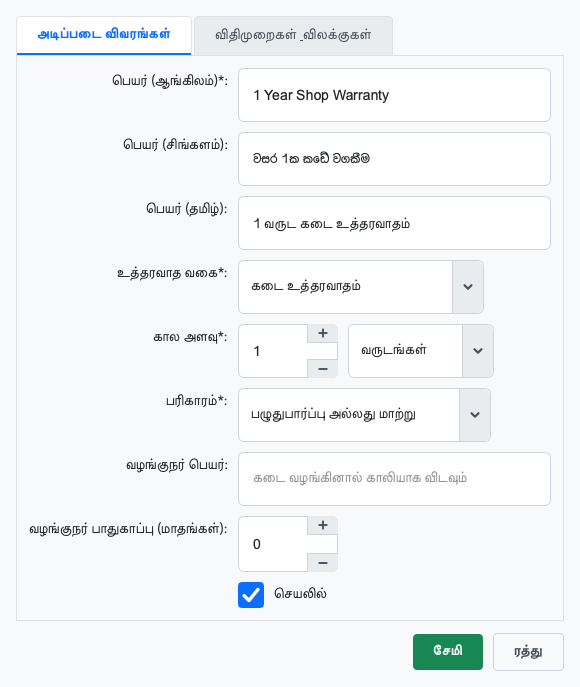 அடிப்படை விவரங்கள்
விதிமுறைகள் _விலக்குகள்
பெயர் (ஆங்கிலம்)*:
1 Year Shop Warranty
பெயர் (சிங்களம்):
වසර 1ක කඩේ වගකීම
பெயர் (தமிழ்):
1 வருட கடை உத்தரவாதம்
உத்தரவாத வகை*:
கடை உத்தரவாதம்
கால அளவு*:
1
வருடங்கள்
பரிகாரம்*:
பழுதுபார்ப்பு அல்லது மாற்று
வழங்குநர் பெயர்:
கடை வழங்கினால் காலியாக விடவும்
வழங்குநர் பாதுகாப்பு (மாதங்கள்):
0
செயலில்
சேமி
ரத்து